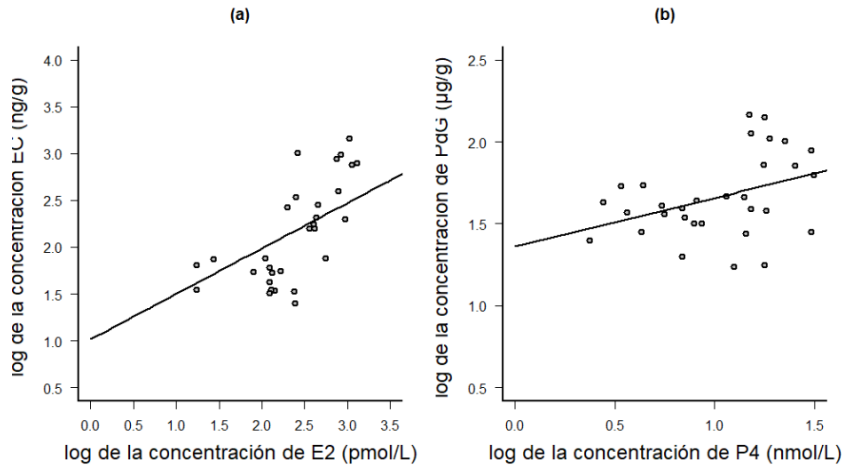 (a)
log de la concentracion EC (ng/g)
4.0
3.5
3.0
2.5
2.0
1.5
1.0
0.5
0.0 0.5 1.0 1.5 2.0 2.5 3.0 3.5
log de la concentración de E2 (pmol/L)
(b)
log de la concentracion de PdG (µg/g)
2.5
2.0
1.5
1.0
0.5
0.0 0.5 1.0 1.5
log de la concentración de P4 (nmol/L)